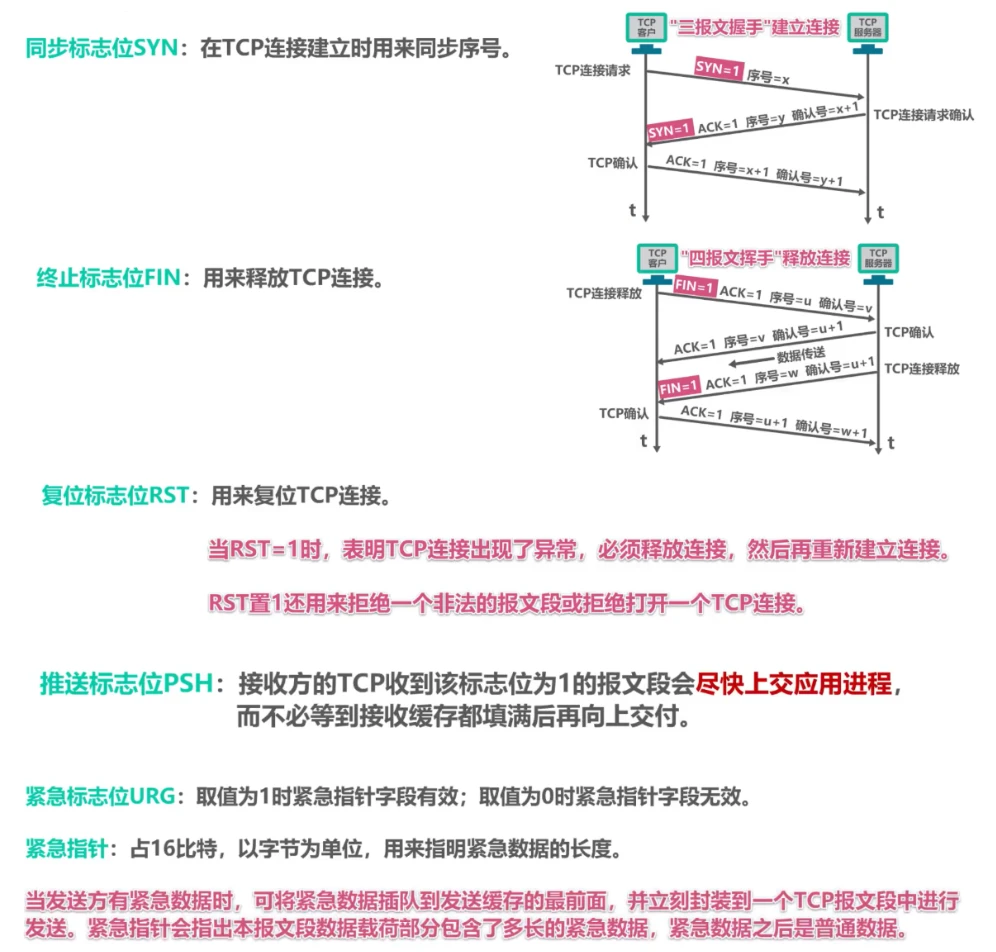 同步标志位SYN：在TCP连接建立时用来同步序号。
TCP
客户
"三报文握手"建立连接
TCP
服务器
TCP连接请求
SYN=1 序号=x
SYN=1 ACK=1 序号=y 确认号=x+1
TCP连接请求确认
TCP确认
ACK=1 序号=x+1 确认号=y+1
t
t
终止标志位FIN：用来释放TCP连接。
TCP
客户
"四报文挥手"释放连接
TCP
服务器
TCP连接释放
FIN=1 ACK=1 序号=u 确认号=v
ACK=1 序号=v 确认号=u+1
TCP确认
数据传送
FIN=1 ACK=1 序号=w 确认号=u+1
TCP连接释放
TCP确认
ACK=1 序号=u+1 确认号=w+1
t
t
复位标志位RST：用来复位TCP连接。
当RST=1时，表明TCP连接出现了异常，必须释放连接，然后再重新建立连接。
RST置1还用来拒绝一个非法的报文段或拒绝打开一个TCP连接。
推送标志位PSH：接收方的TCP收到该标志位为1的报文段会尽快上交应用进程，
而不必等到接收缓存都填满后再向上交付。
紧急标志位URG：取值为1时紧急指针字段有效；取值为0时紧急指针字段无效。
紧急指针：占16比特，以字节为单位，用来指明紧急数据的长度。
当发送方有紧急数据时，可将紧急数据插队到发送缓存的最前面，并立刻封装到一个TCP报文段中进行
发送。紧急指针会指出本报文段数据载荷部分包含了多长的紧急数据，紧急数据之后是普通数据。